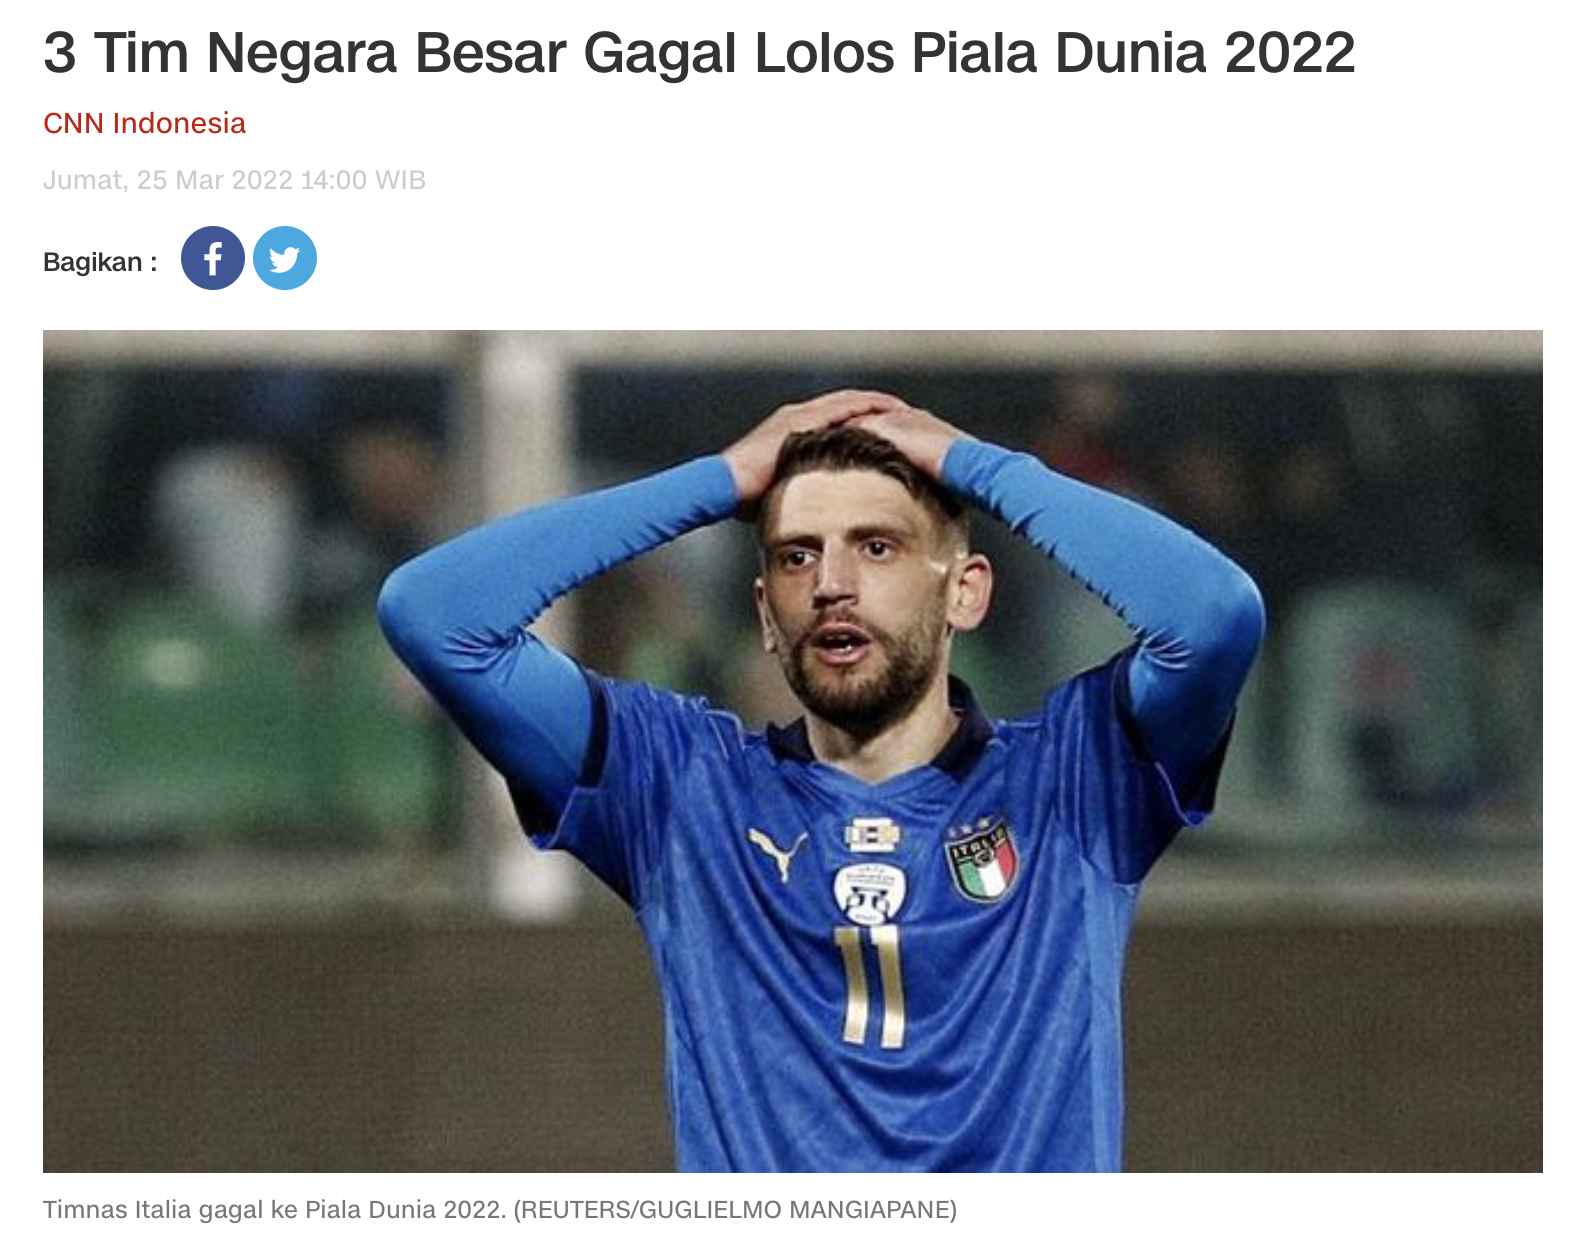 3 Tim Negara Besar Gagal Lolos Piala Dunia 2022
CNN Indonesia
Jumat, 25 Mar 2022 14:00 WIB
Bagikan :
ITALIA
11
Timnas Italia gagal ke Piala Dunia 2022. (REUTERS/GUGLIELMO MANGIAPANE)